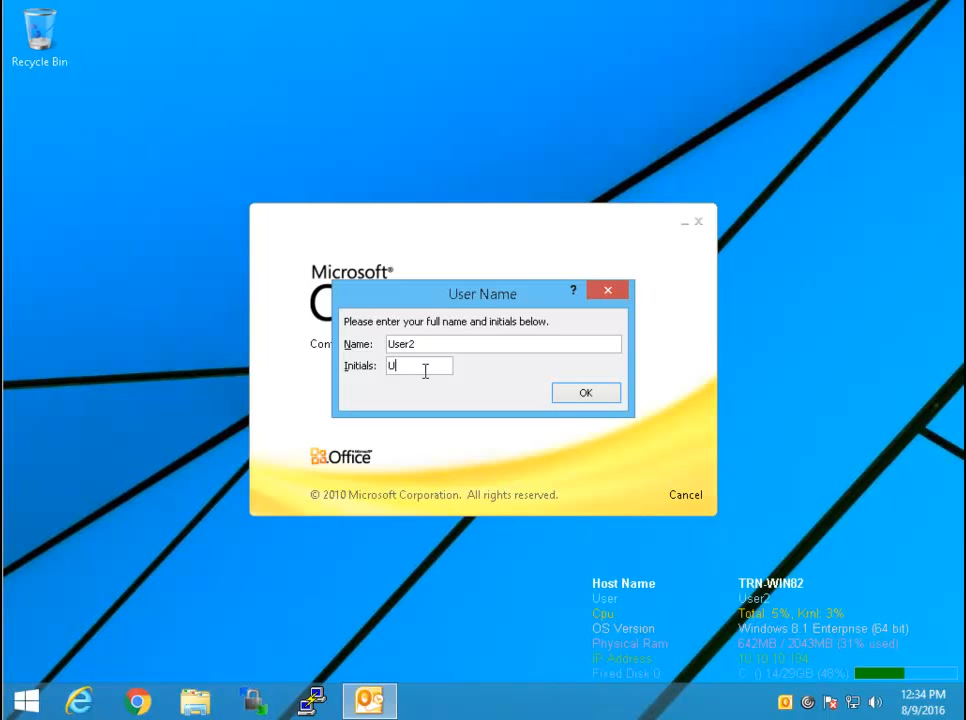 Recycle Bin
Microsoft®
User Name
?
Please enter your full name and initials below.
Name: User2
Initials: U
OK
Office
© 2010 Microsoft Corporation. All rights reserved.
Cancel
Host Name TRN-WIN82
User User2
Cpu Total: 5%, Krnl: 3%
OS Version Windows 8.1 Enterprise (64 bit)
Physical Ram 642MB / 2043MB (31% used)
IP Address 10.10.10.194
Fixed Disk 0 C: () 14/29GB (48%)
12:34 PM
8/9/2016